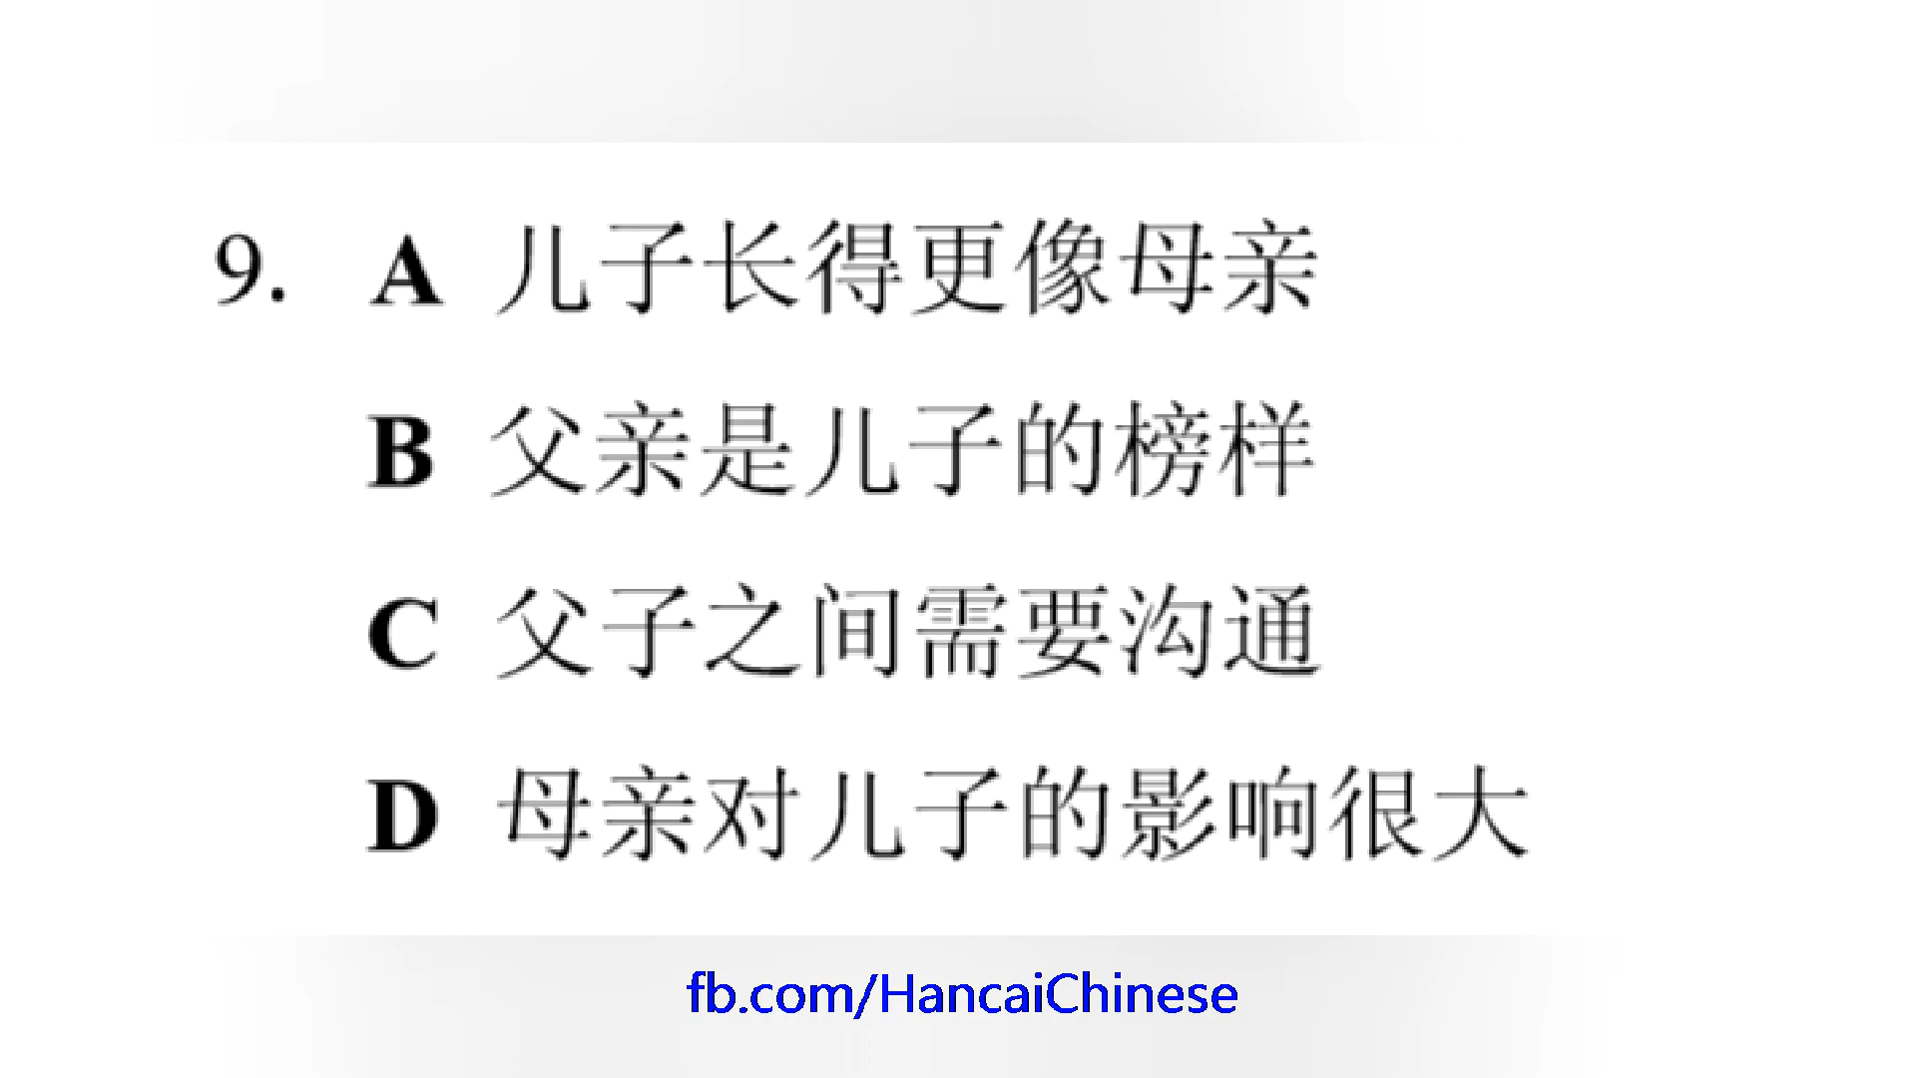 9. A 儿子长得更像母亲
B 父亲是儿子的榜样
C 父子之间需要沟通
D 母亲对儿子的影响很大
fb.com/HancaiChinese